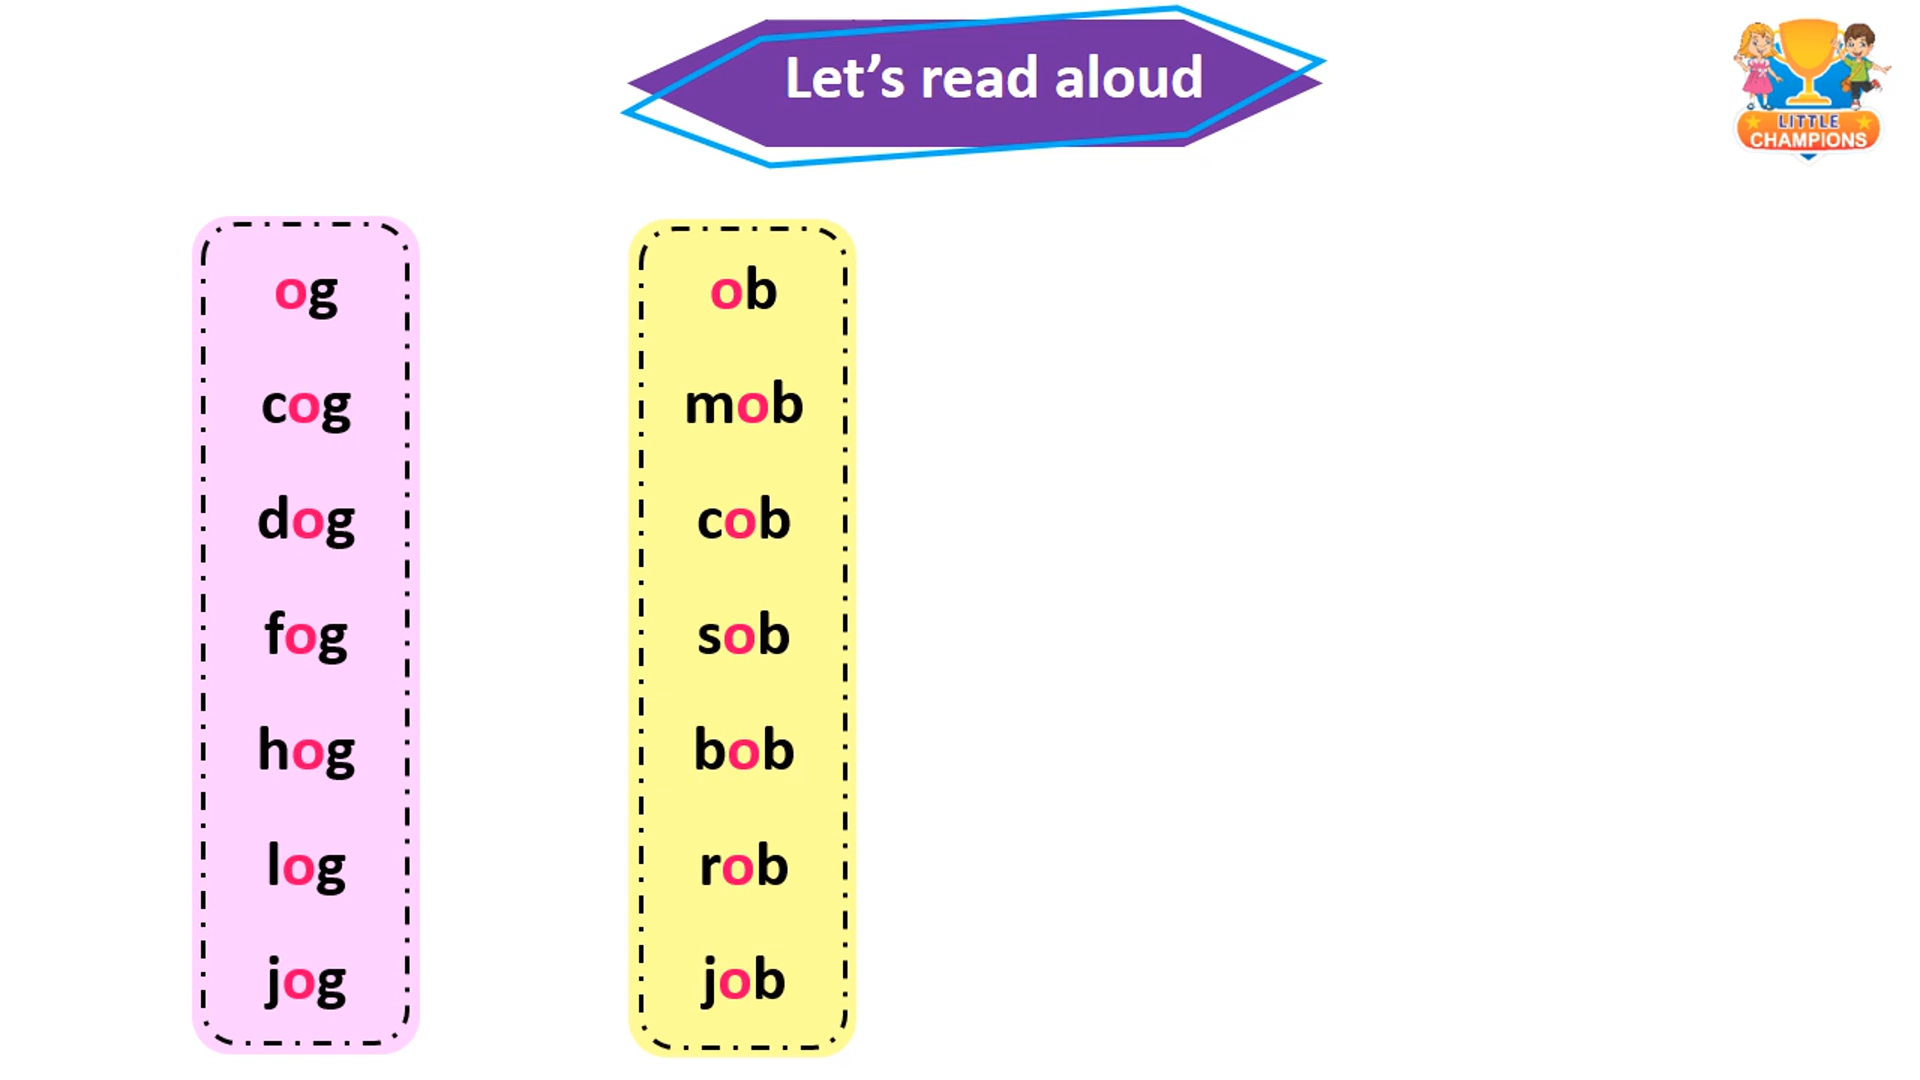 Let's read aloud
LITTLE
CHAMPIONS
og
cog
dog
fog
hog
log
jog
ob
mob
cob
sob
bob
rob
job